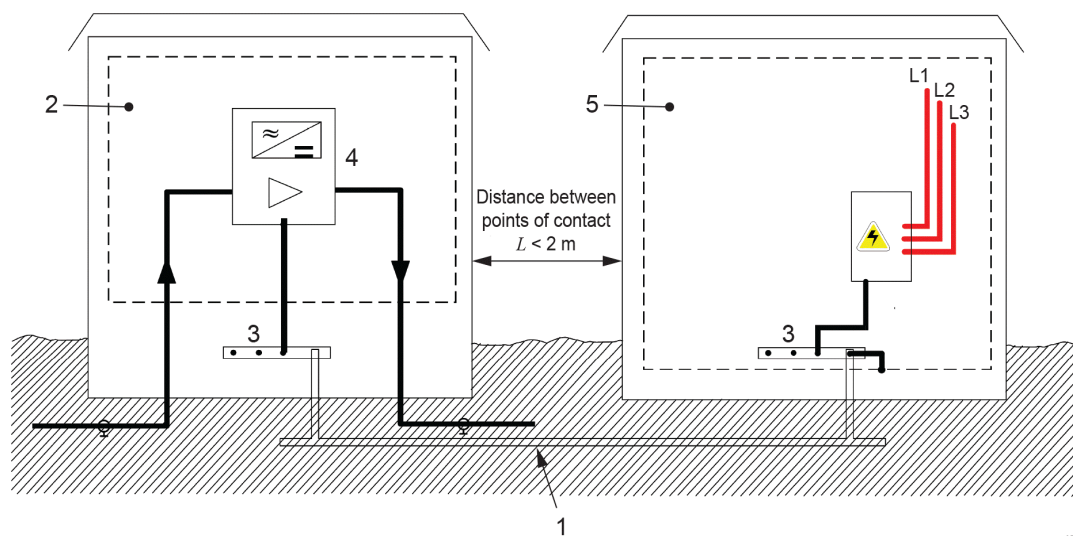 L1
L2
L3
2
5
4
Distance between
points of contact
L < 2 m
3
3
1